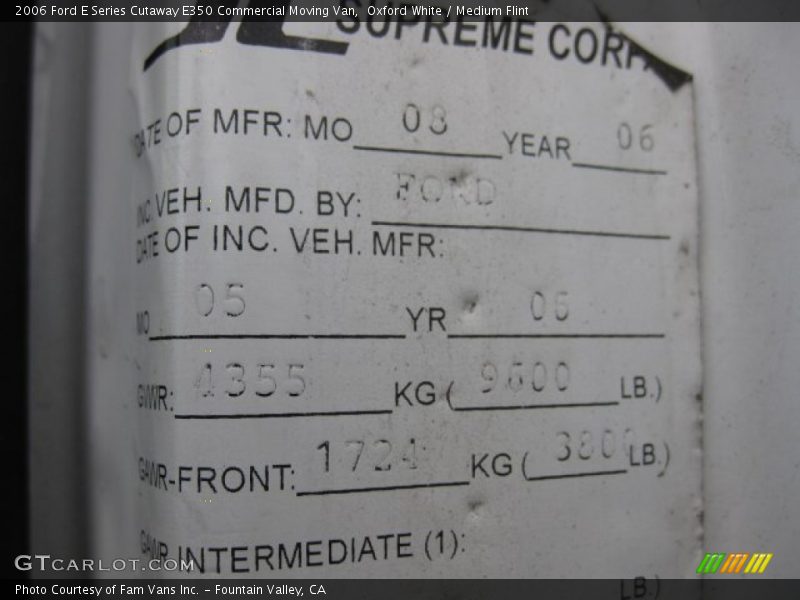 2006 Ford E Series Cutaway E350 Commercial Moving Van,  Oxford White / Medium Flint
SUPREME CORP.
DATE OF MFR: MO 08 YEAR 06
INC. VEH. MFD. BY: FORD
DATE OF INC. VEH. MFR:
MO 05 YR 06
GVWR: 4355 KG ( 9600 LB.)
GAWR-FRONT: 1724 KG ( 3800 LB.)
GAWR-INTERMEDIATE (1):
LB.)
GTCARLOT.COM
Photo Courtesy of Fam Vans Inc. – Fountain Valley, CA